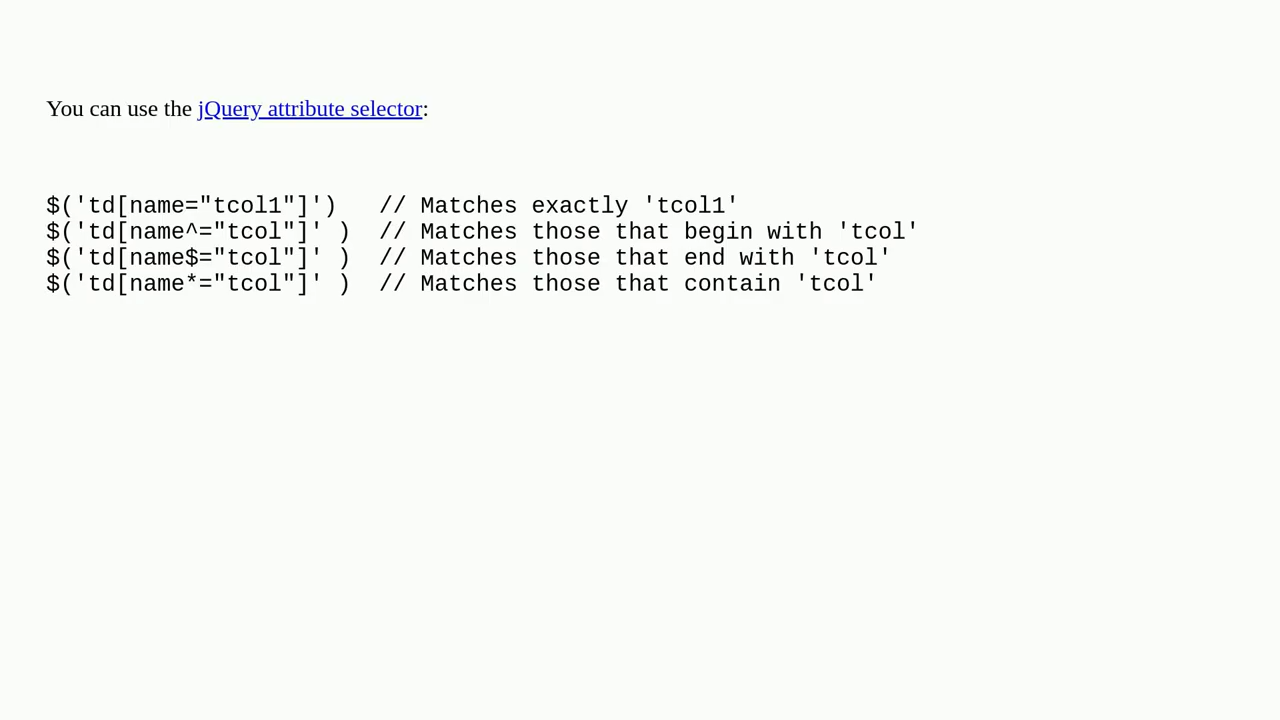 You can use the jQuery attribute selector:
$('td[name="tcol1"]')   // Matches exactly 'tcol1'
$('td[name^="tcol"]' )  // Matches those that begin with 'tcol'
$('td[name$="tcol"]' )  // Matches those that end with 'tcol'
$('td[name*="tcol"]' )  // Matches those that contain 'tcol'